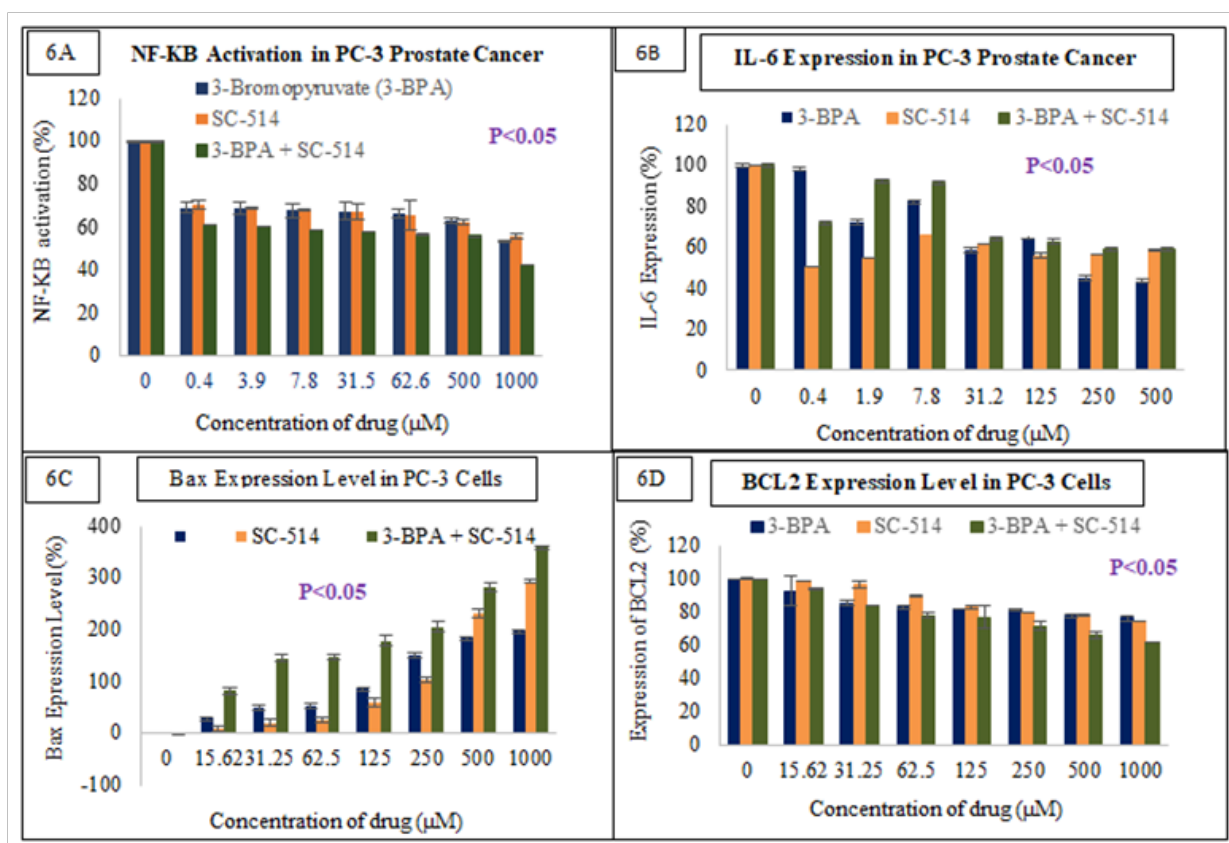 6A
NF-KB Activation in PC-3 Prostate Cancer
3-Bromopyruvate (3-BPA)
SC-514
3-BPA + SC-514
P<0.05
NF-KB activation (%)
120
100
80
60
40
20
0
0 0.4 3.9 7.8 31.5 62.6 500 1000
Concentration of drug (μM)
6B
IL-6 Expression in PC-3 Prostate Cancer
3-BPA SC-514 3-BPA + SC-514
P<0.05
IL-6 Expression (%)
120
100
80
60
40
20
0
0 0.4 1.9 7.8 31.2 125 250 500
Concentration of drug (μM)
6C
Bax Expression Level in PC-3 Cells
SC-514 3-BPA + SC-514
P<0.05
Bax Epression Level (%)
400
300
200
100
0
-100
0 15.62 31.25 62.5 125 250 500 1000
Concentration of drug (μM)
6D
BCL2 Expression Level in PC-3 Cells
3-BPA SC-514 3-BPA + SC-514
P<0.05
Expression of BCL2 (%)
120
100
80
60
40
20
0
0 15.62 31.25 62.5 125 250 500 1000
Concentration of drug (μM)